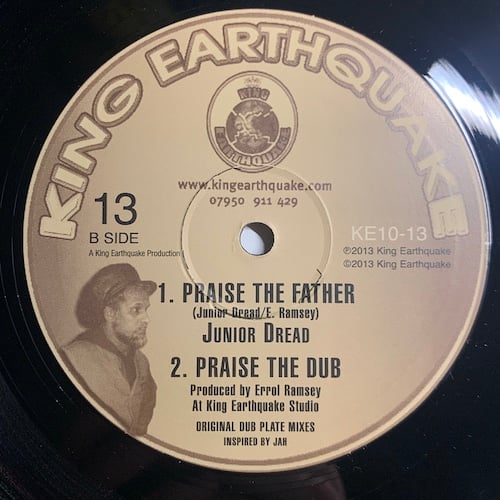 KING EARTHQUAKE
KING
EARTHQUAKE
www.kingearthquake.com
07950 911 429
13
B SIDE
A King Earthquake Production
KE10-13
℗2013 King Earthquake
©2013 King Earthquake
1. PRAISE THE FATHER
(Junior Dread/E. Ramsey)
JUNIOR DREAD
2. PRAISE THE DUB
Produced by Errol Ramsey
At King Earthquake Studio
ORIGINAL DUB PLATE MIXES
INSPIRED BY JAH